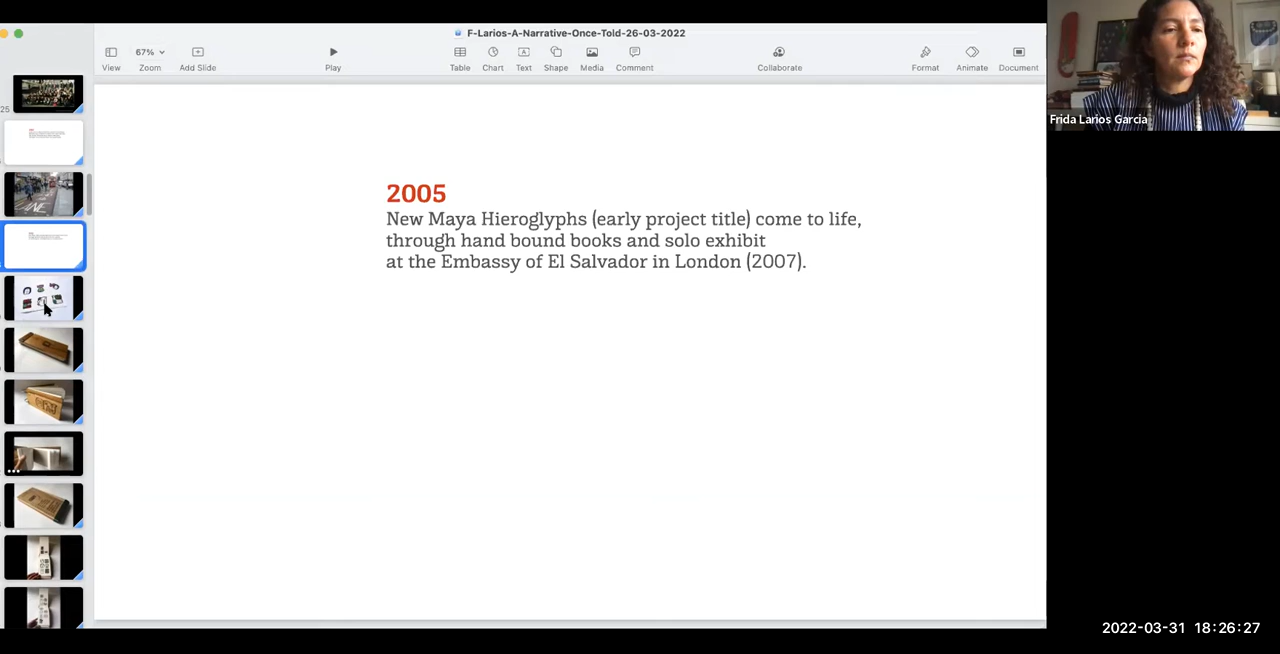 F-Larios-A-Narrative-Once-Told-26-03-2022
67%
View
Zoom
Add Slide
Play
Table
Chart
Text
Shape
Media
Comment
Collaborate
Format
Animate
Document
25
2005
New Maya Hieroglyphs (early project title) come to life,
through hand bound books and solo exhibit
at the Embassy of El Salvador in London (2007).
Frida Larios Garcia
2022-03-31 18:26:27